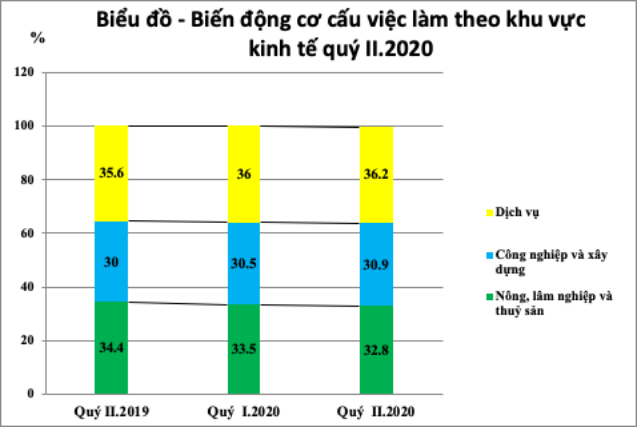 Biểu đồ - Biến động cơ cấu việc làm theo khu vực
kinh tế quý II.2020
%
120
100
80
60
40
20
0
35.6
36
36.2
30
30.5
30.9
34.4
33.5
32.8
Quý II.2019
Quý I.2020
Quý II.2020
Dịch vụ
Công nghiệp và xây
dựng
Nông, lâm nghiệp và
thuỷ sản